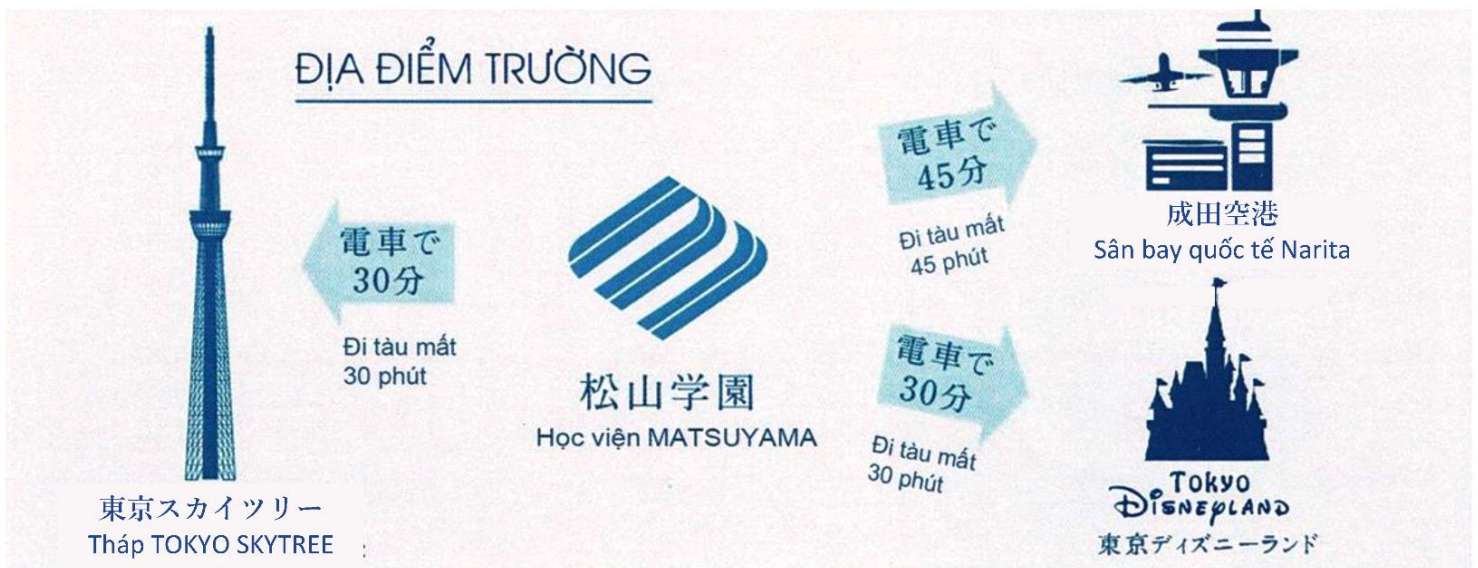 ĐỊA ĐIỂM TRƯỜNG
電車で
30分
Đi tàu mất
30 phút
東京スカイツリー
Tháp TOKYO SKYTREE :
松山学園
Học viện MATSUYAMA
電車で
45分
Đi tàu mất
45 phút
成田空港
Sân bay quốc tế Narita
電車で
30分
Đi tàu mất
30 phút
TOKYO
DISNEYLAND
東京ディズニーランド